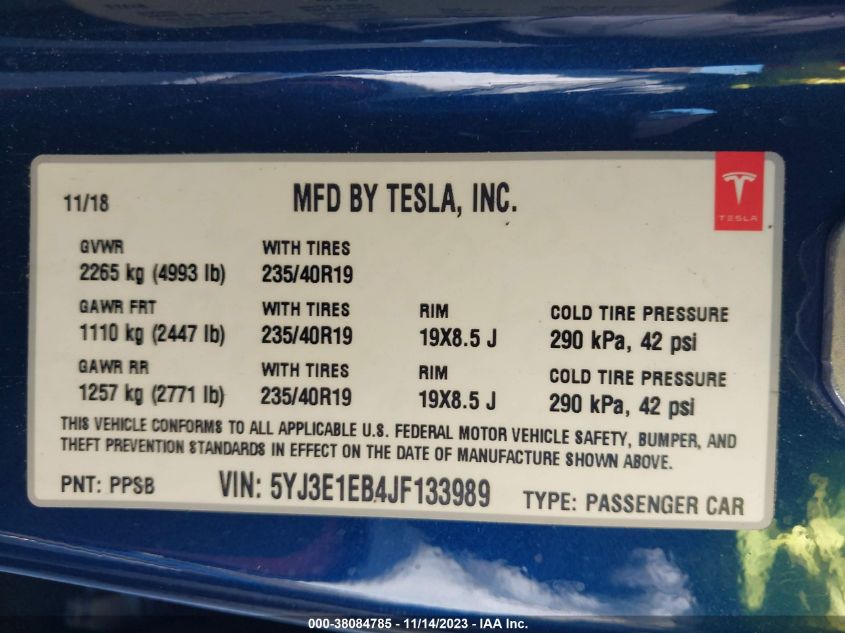 11/18 MFD BY TESLA, INC.
TESLA
GVWR WITH TIRES
2265 kg (4993 lb) 235/40R19
GAWR FRT WITH TIRES RIM COLD TIRE PRESSURE
1110 kg (2447 lb) 235/40R19 19X8.5 J 290 kPa, 42 psi
GAWR RR WITH TIRES RIM COLD TIRE PRESSURE
1257 kg (2771 lb) 235/40R19 19X8.5 J 290 kPa, 42 psi
THIS VEHICLE CONFORMS TO ALL APPLICABLE U.S. FEDERAL MOTOR VEHICLE SAFETY, BUMPER, AND
THEFT PREVENTION STANDARDS IN EFFECT ON THE DATE OF MANUFACTURE SHOWN ABOVE.
PNT: PPSB VIN: 5YJ3E1EB4JF133989 TYPE: PASSENGER CAR
000-38084785 - 11/14/2023 - IAA Inc.